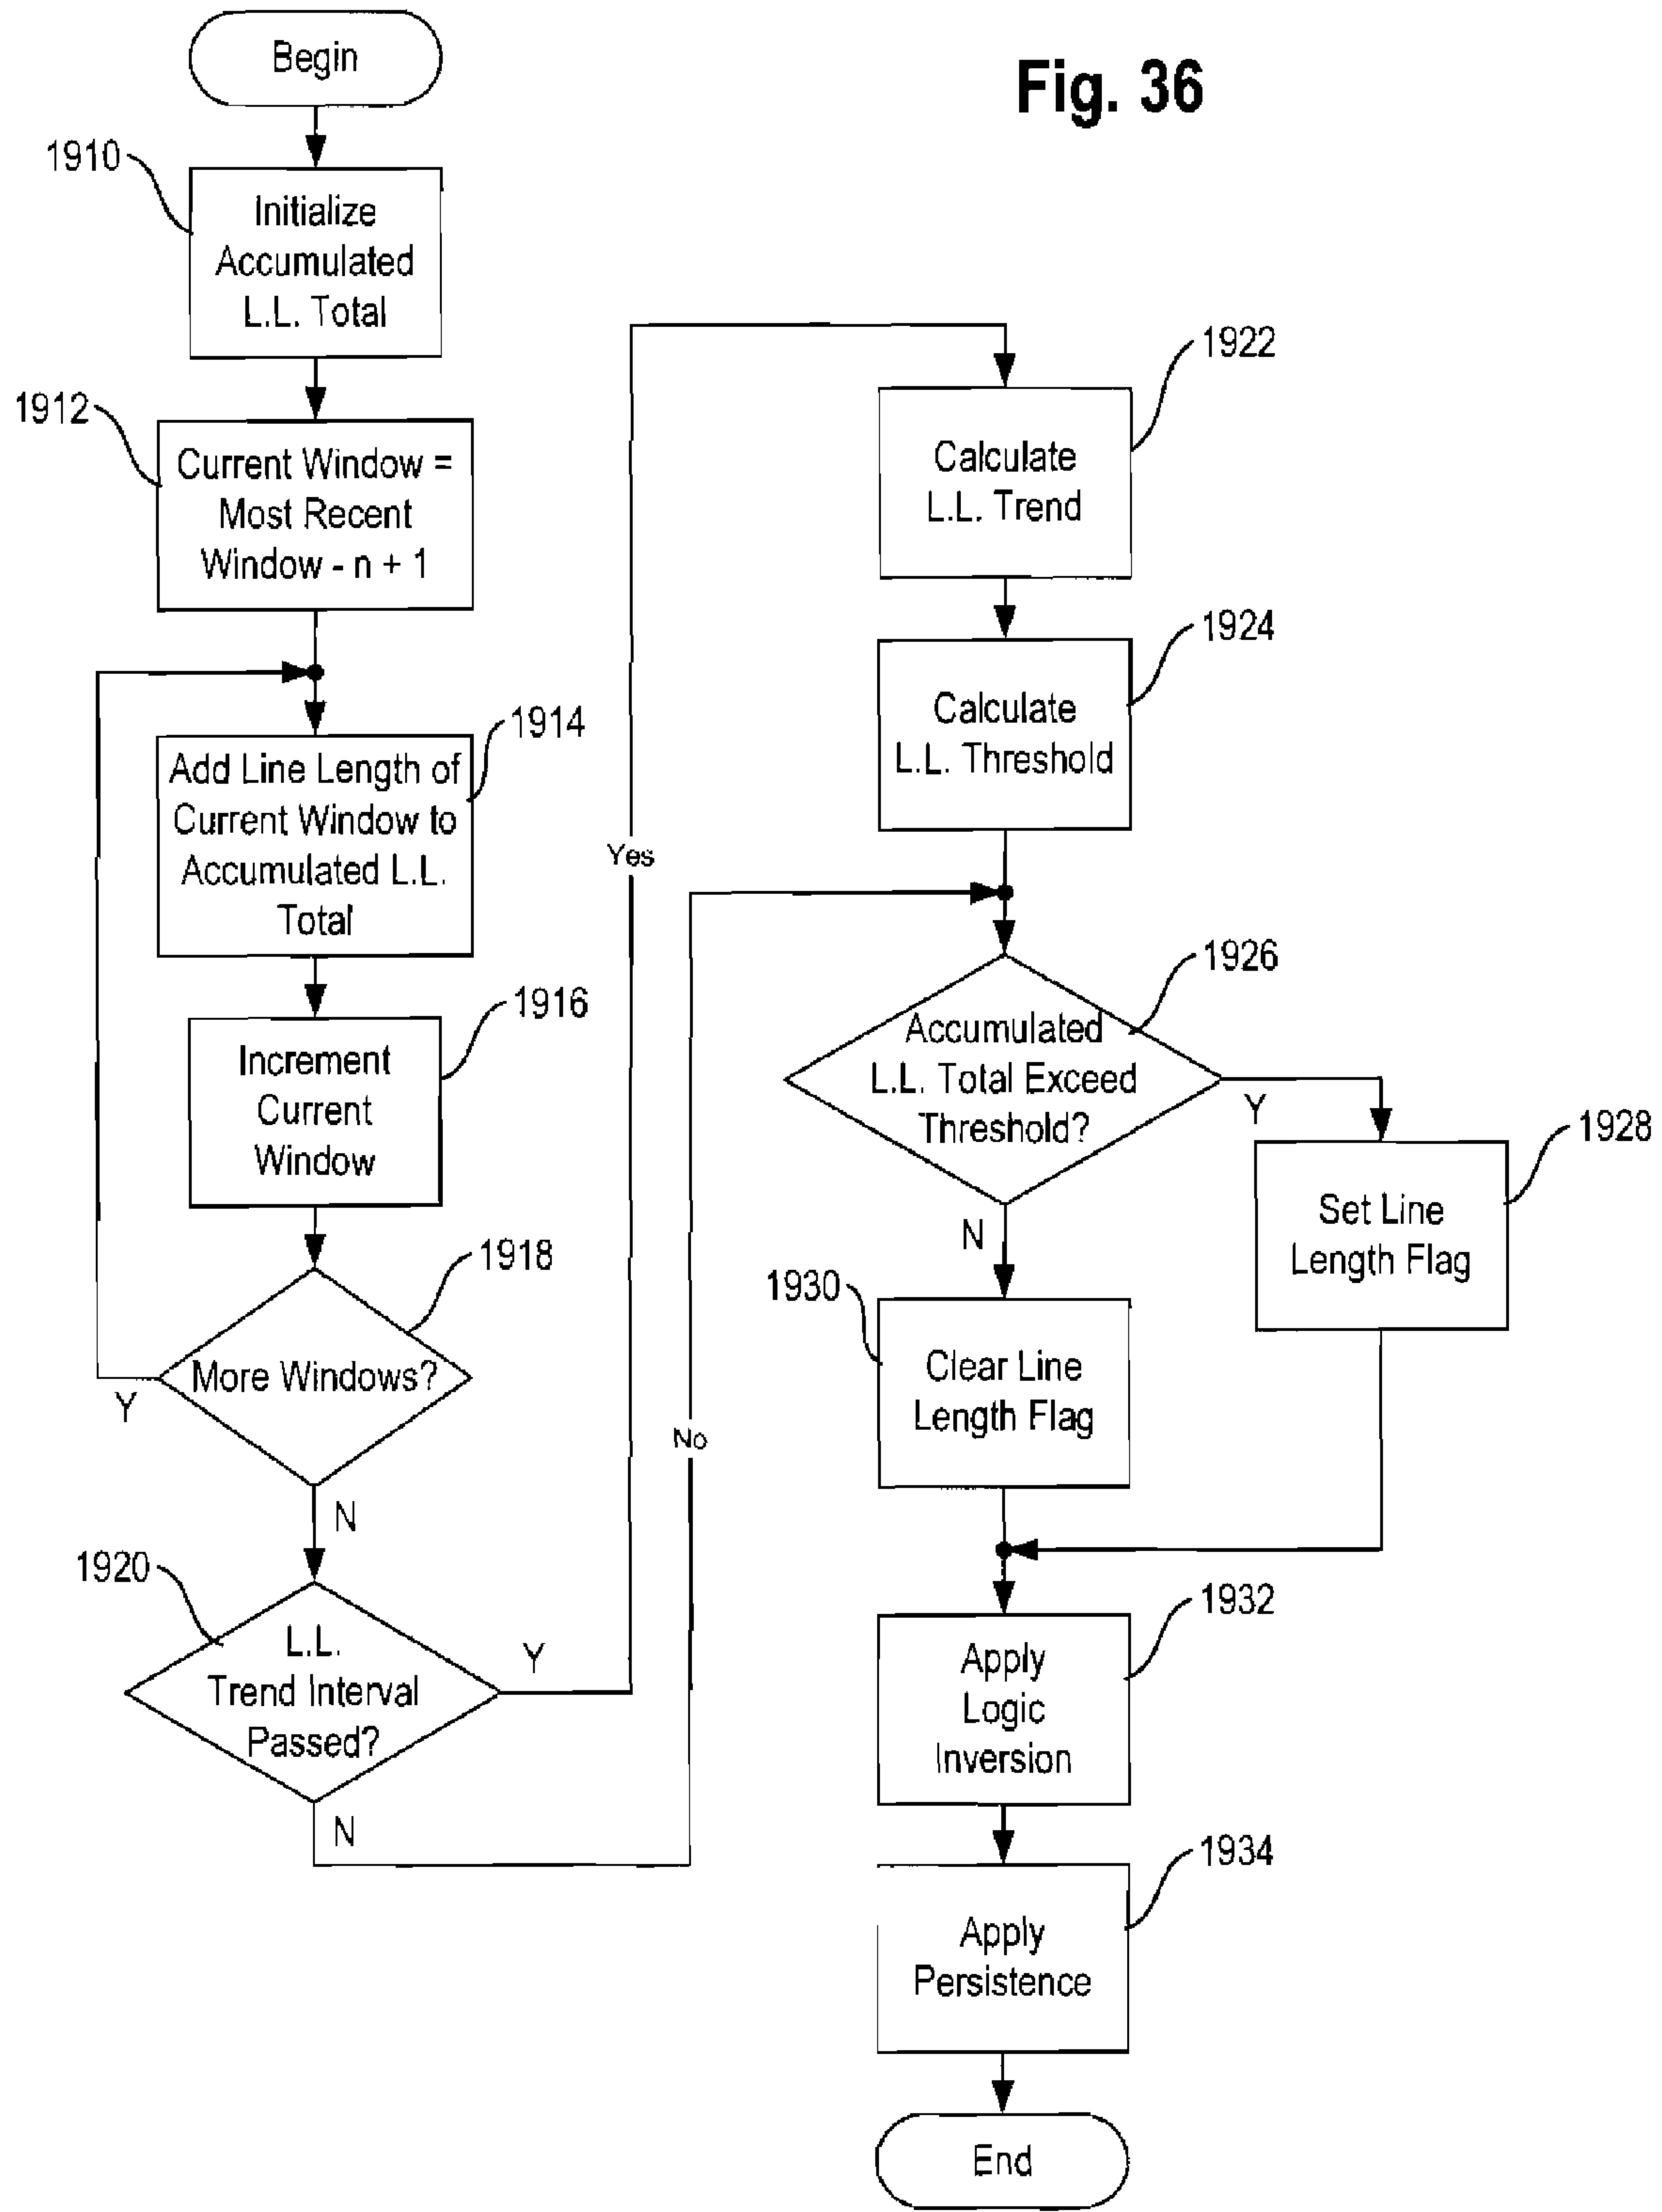 Fig. 36
Begin
1910
Initialize
Accumulated
L.L. Total
1912
Current Window =
Most Recent
Window - n + 1
1914
Add Line Length of
Current Window to
Accumulated L.L.
Total
1916
Increment
Current
Window
1918
More Windows?
Y
N
1920
L.L.
Trend Interval
Passed?
Y
N
Yes
No
1922
Calculate
L.L. Trend
1924
Calculate
L.L. Threshold
1926
Accumulated
L.L. Total Exceed
Threshold?
Y
N
1928
Set Line
Length Flag
1930
Clear Line
Length Flag
1932
Apply
Logic
Inversion
1934
Apply
Persistence
End